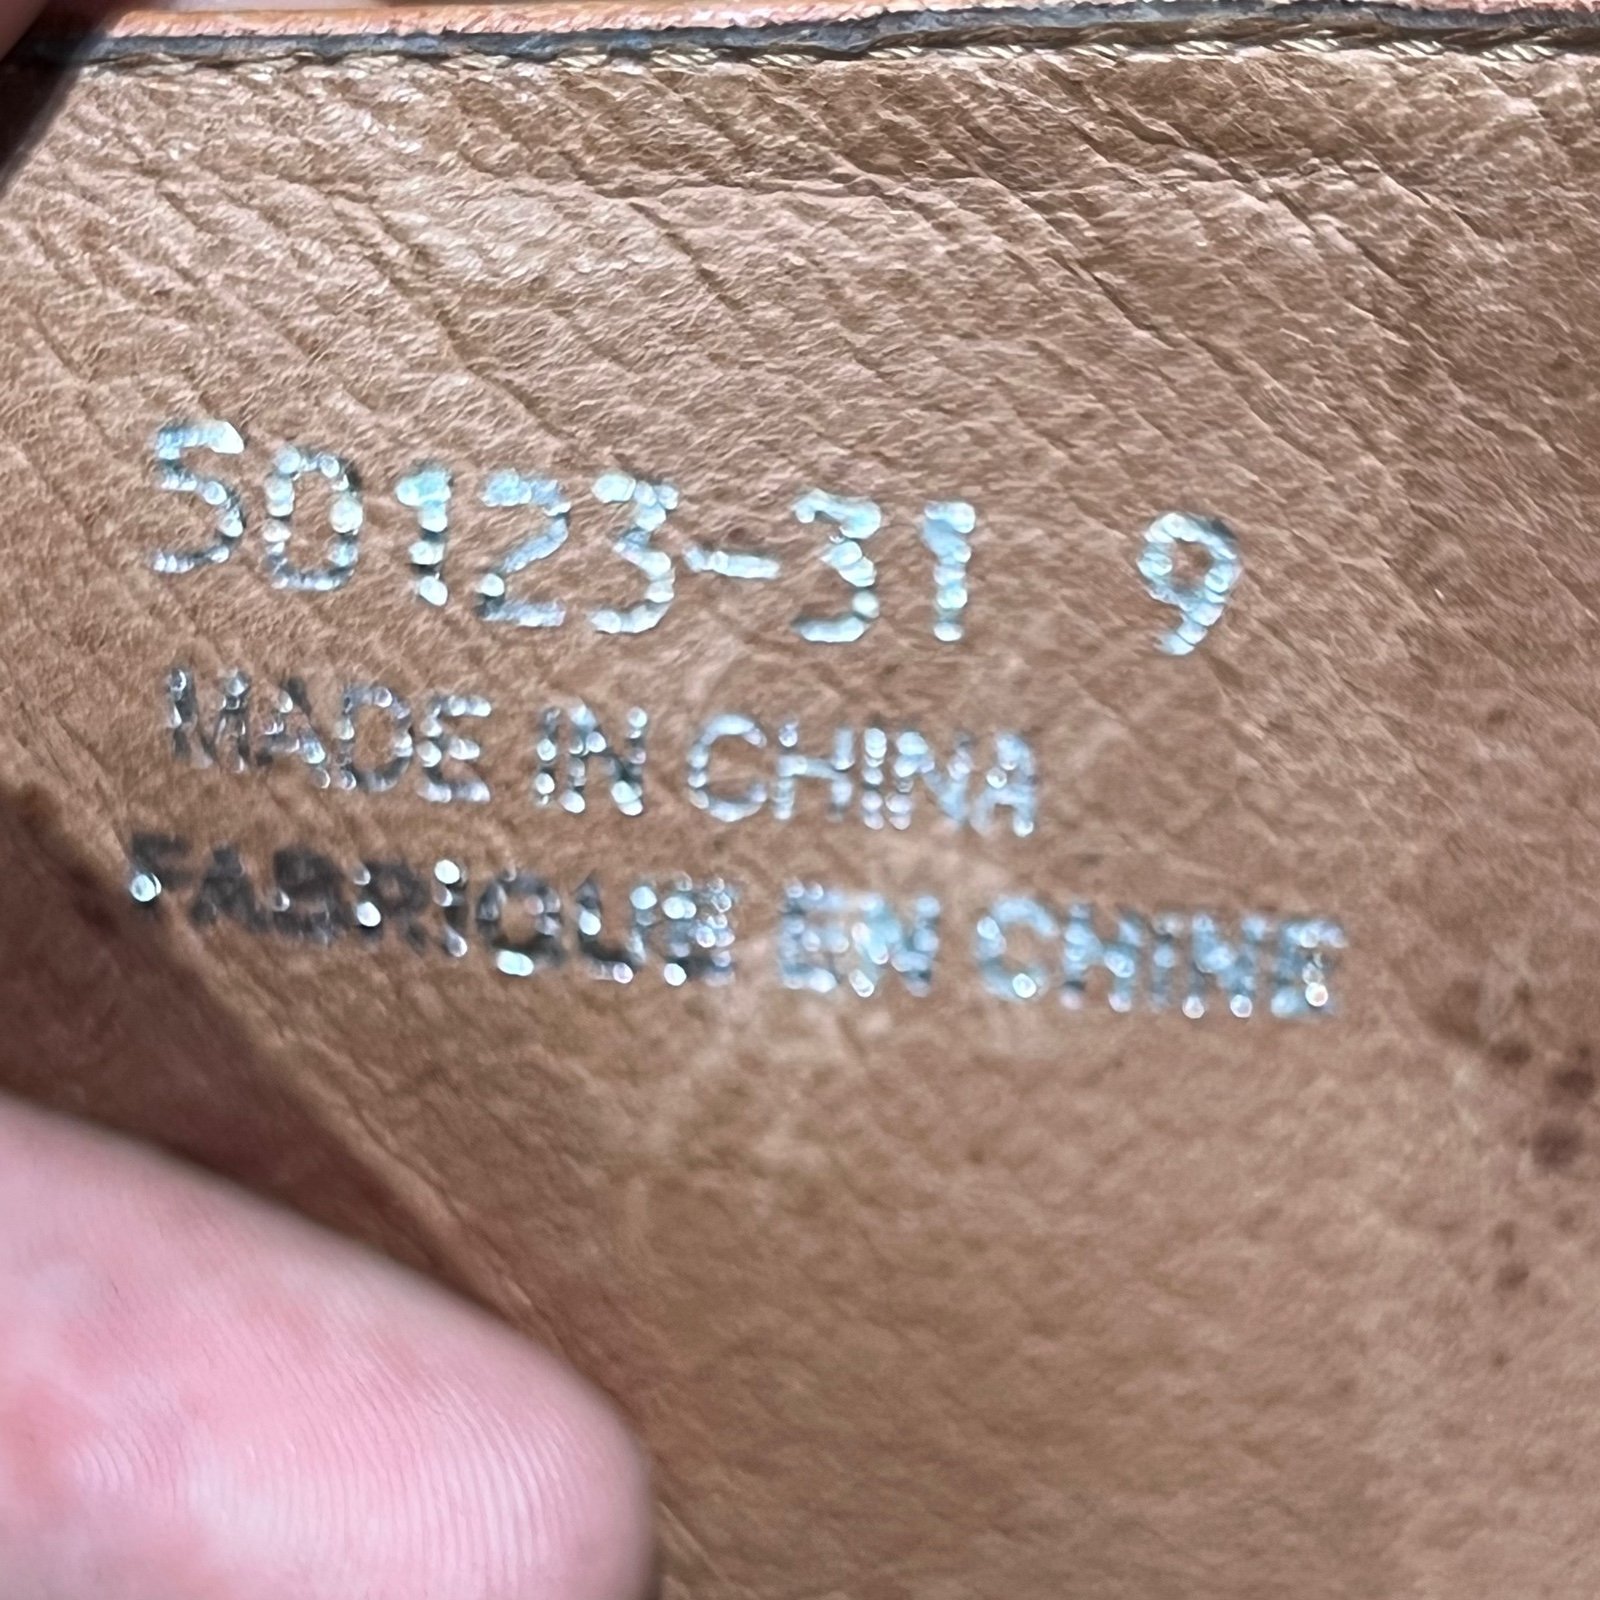 50123-31 9
MADE IN CHINA
FABRIQUE EN CHINE